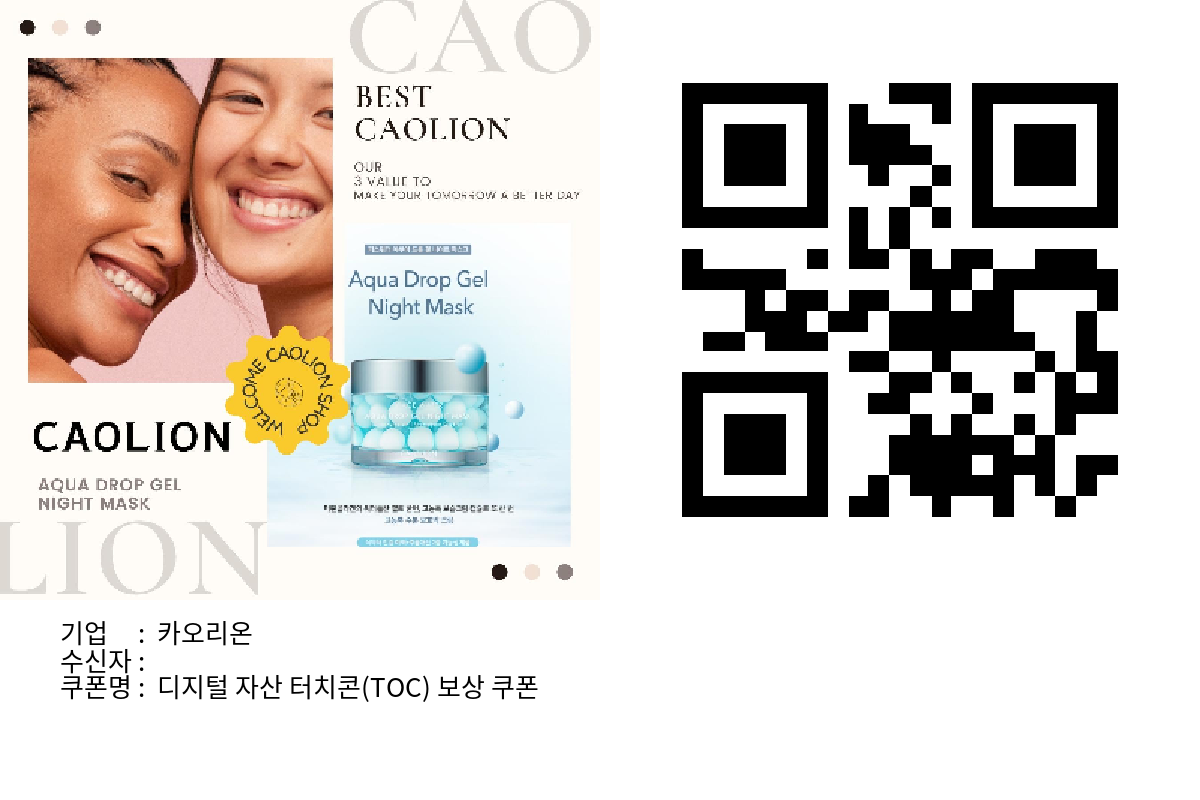 CAO
BEST
CAOLION
OUR
3 VALUE TO
MAKE YOUR TOMORROW A BETTER DAY
Aqua Drop Gel
Night Mask
WELCOME CAOLION SHOP
CAOLION
AQUA DROP GEL
NIGHT MASK
LION
기업 : 카오리온
수신자 :
쿠폰명 : 디지털 자산 터치콘(TOC) 보상 쿠폰